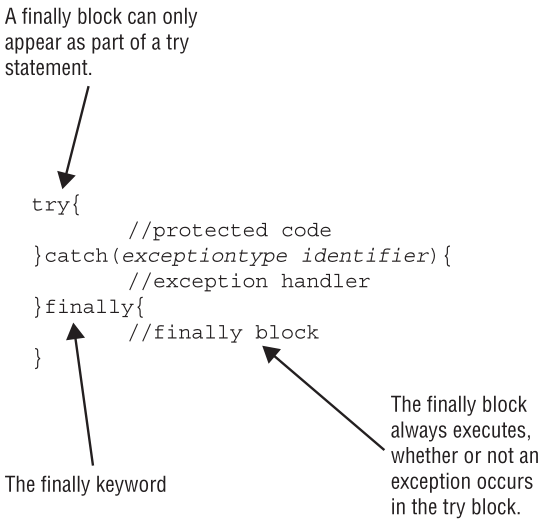 A finally block can only
appear as part of a try
statement.
try{
//protected code
}catch(exceptiontype identifier){
//exception handler
}finally{
//finally block
}
The finally block
always executes,
whether or not an
exception occurs
in the try block.
The finally keyword